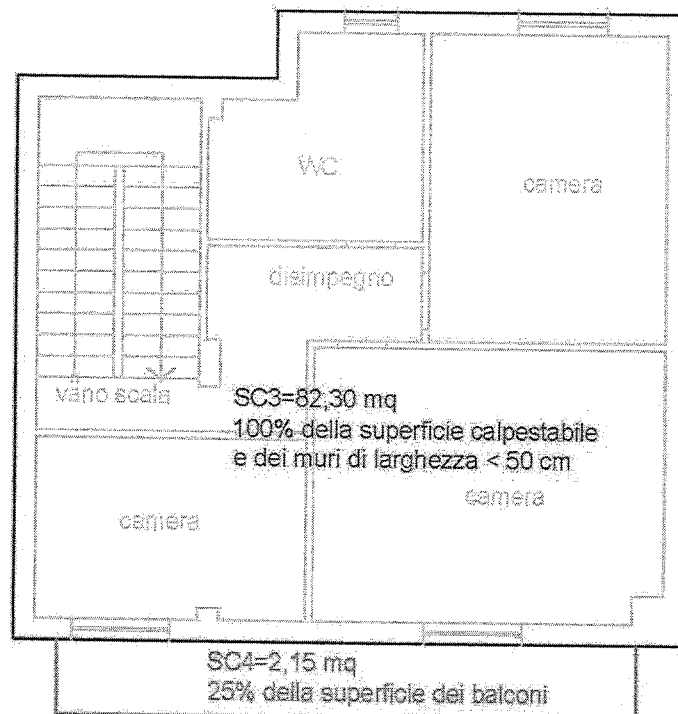 WC
camera
disimpegno
vano scala
SC3=82,30 mq
100% della superficie calpestabile
e dei muri di larghezza < 50 cm
camera
camera
SC4=2,15 mq
25% della superficie dei balconi